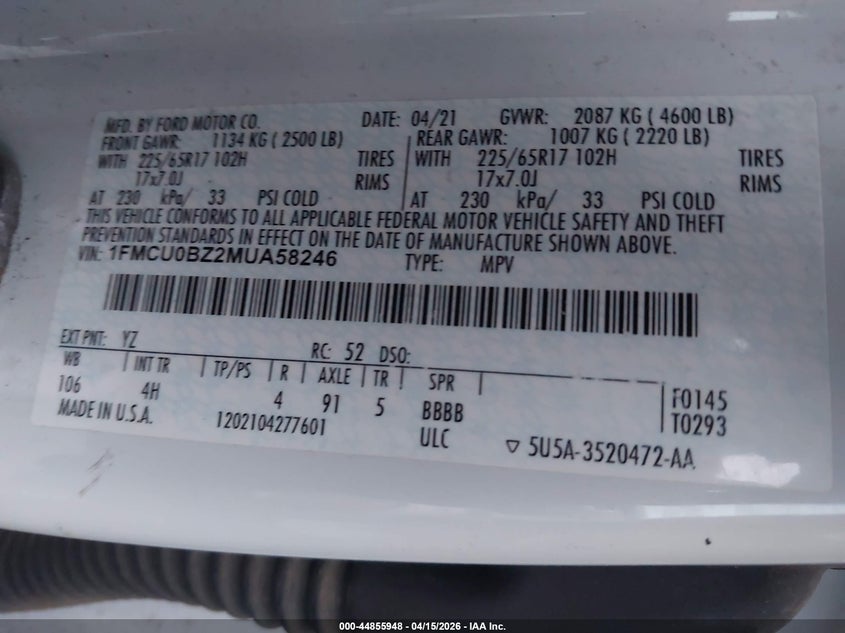 MFD. BY FORD MOTOR CO. DATE: 04/21 GVWR: 2087 KG ( 4600 LB)
FRONT GAWR: 1134 KG ( 2500 LB) REAR GAWR: 1007 KG ( 2220 LB)
WITH 225/65R17 102H TIRES WITH 225/65R17 102H TIRES
17x7.0J RIMS 17x7.0J RIMS
AT 230 kPa/ 33 PSI COLD AT 230 kPa/ 33 PSI COLD
THIS VEHICLE CONFORMS TO ALL APPLICABLE FEDERAL MOTOR VEHICLE SAFETY AND THEFT
PREVENTION STANDARDS IN EFFECT ON THE DATE OF MANUFACTURE SHOWN ABOVE.
VIN: 1FMCU0BZ2MUA58246 TYPE: MPV
EXT PNT: YZ RC: 52 DSO:
WB INT TR TP/PS R AXLE TR SPR
106 4H 4 91 5 BBBB F0145
MADE IN U.S.A. 1202104277601 ULC T0293
▽ 5U5A-3520472-AA
000-44855948 - 04/15/2026 - IAA Inc.